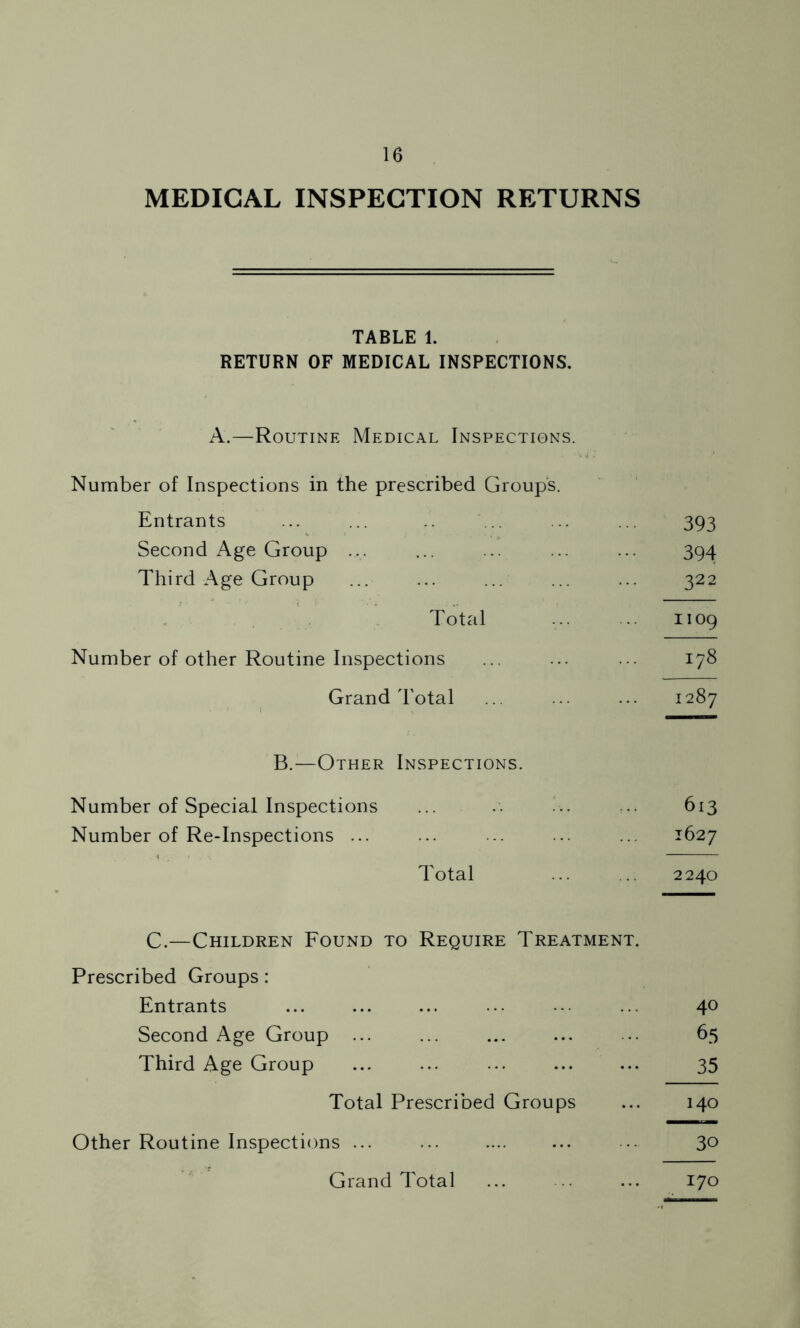 16
MEDICAL INSPECTION RETURNS
TABLE 1.
RETURN OF MEDICAL INSPECTIONS.
A.—Routine Medical Inspections.
Number of Inspections in the prescribed Groups.
Entrants ... ... .. ... ... ... 393
Second Age Group ... ... ... ... ... 394
Third Age Group ... ... ... ... ... 322
Total ... ... 1109
Number of other Routine Inspections ... ... ... 178
Grand Total ... ... ... 1287
B.—Other Inspections.
Number of Special Inspections ... .. ... ... 613
Number of Re-Inspections ... ... ... ... ... 1627
Total ... ... 2240
C.—Children Found to Require Treatment.
Prescribed Groups:
Entrants ... ... ... ... ... ... 40
Second Age Group ... ... ... ... ... 65
Third Age Group ... ... ... ... ... 35
Total Prescribed Groups ... 140
Other Routine Inspections ... ... .... ... ... 30
Grand Total ... ... ... 170